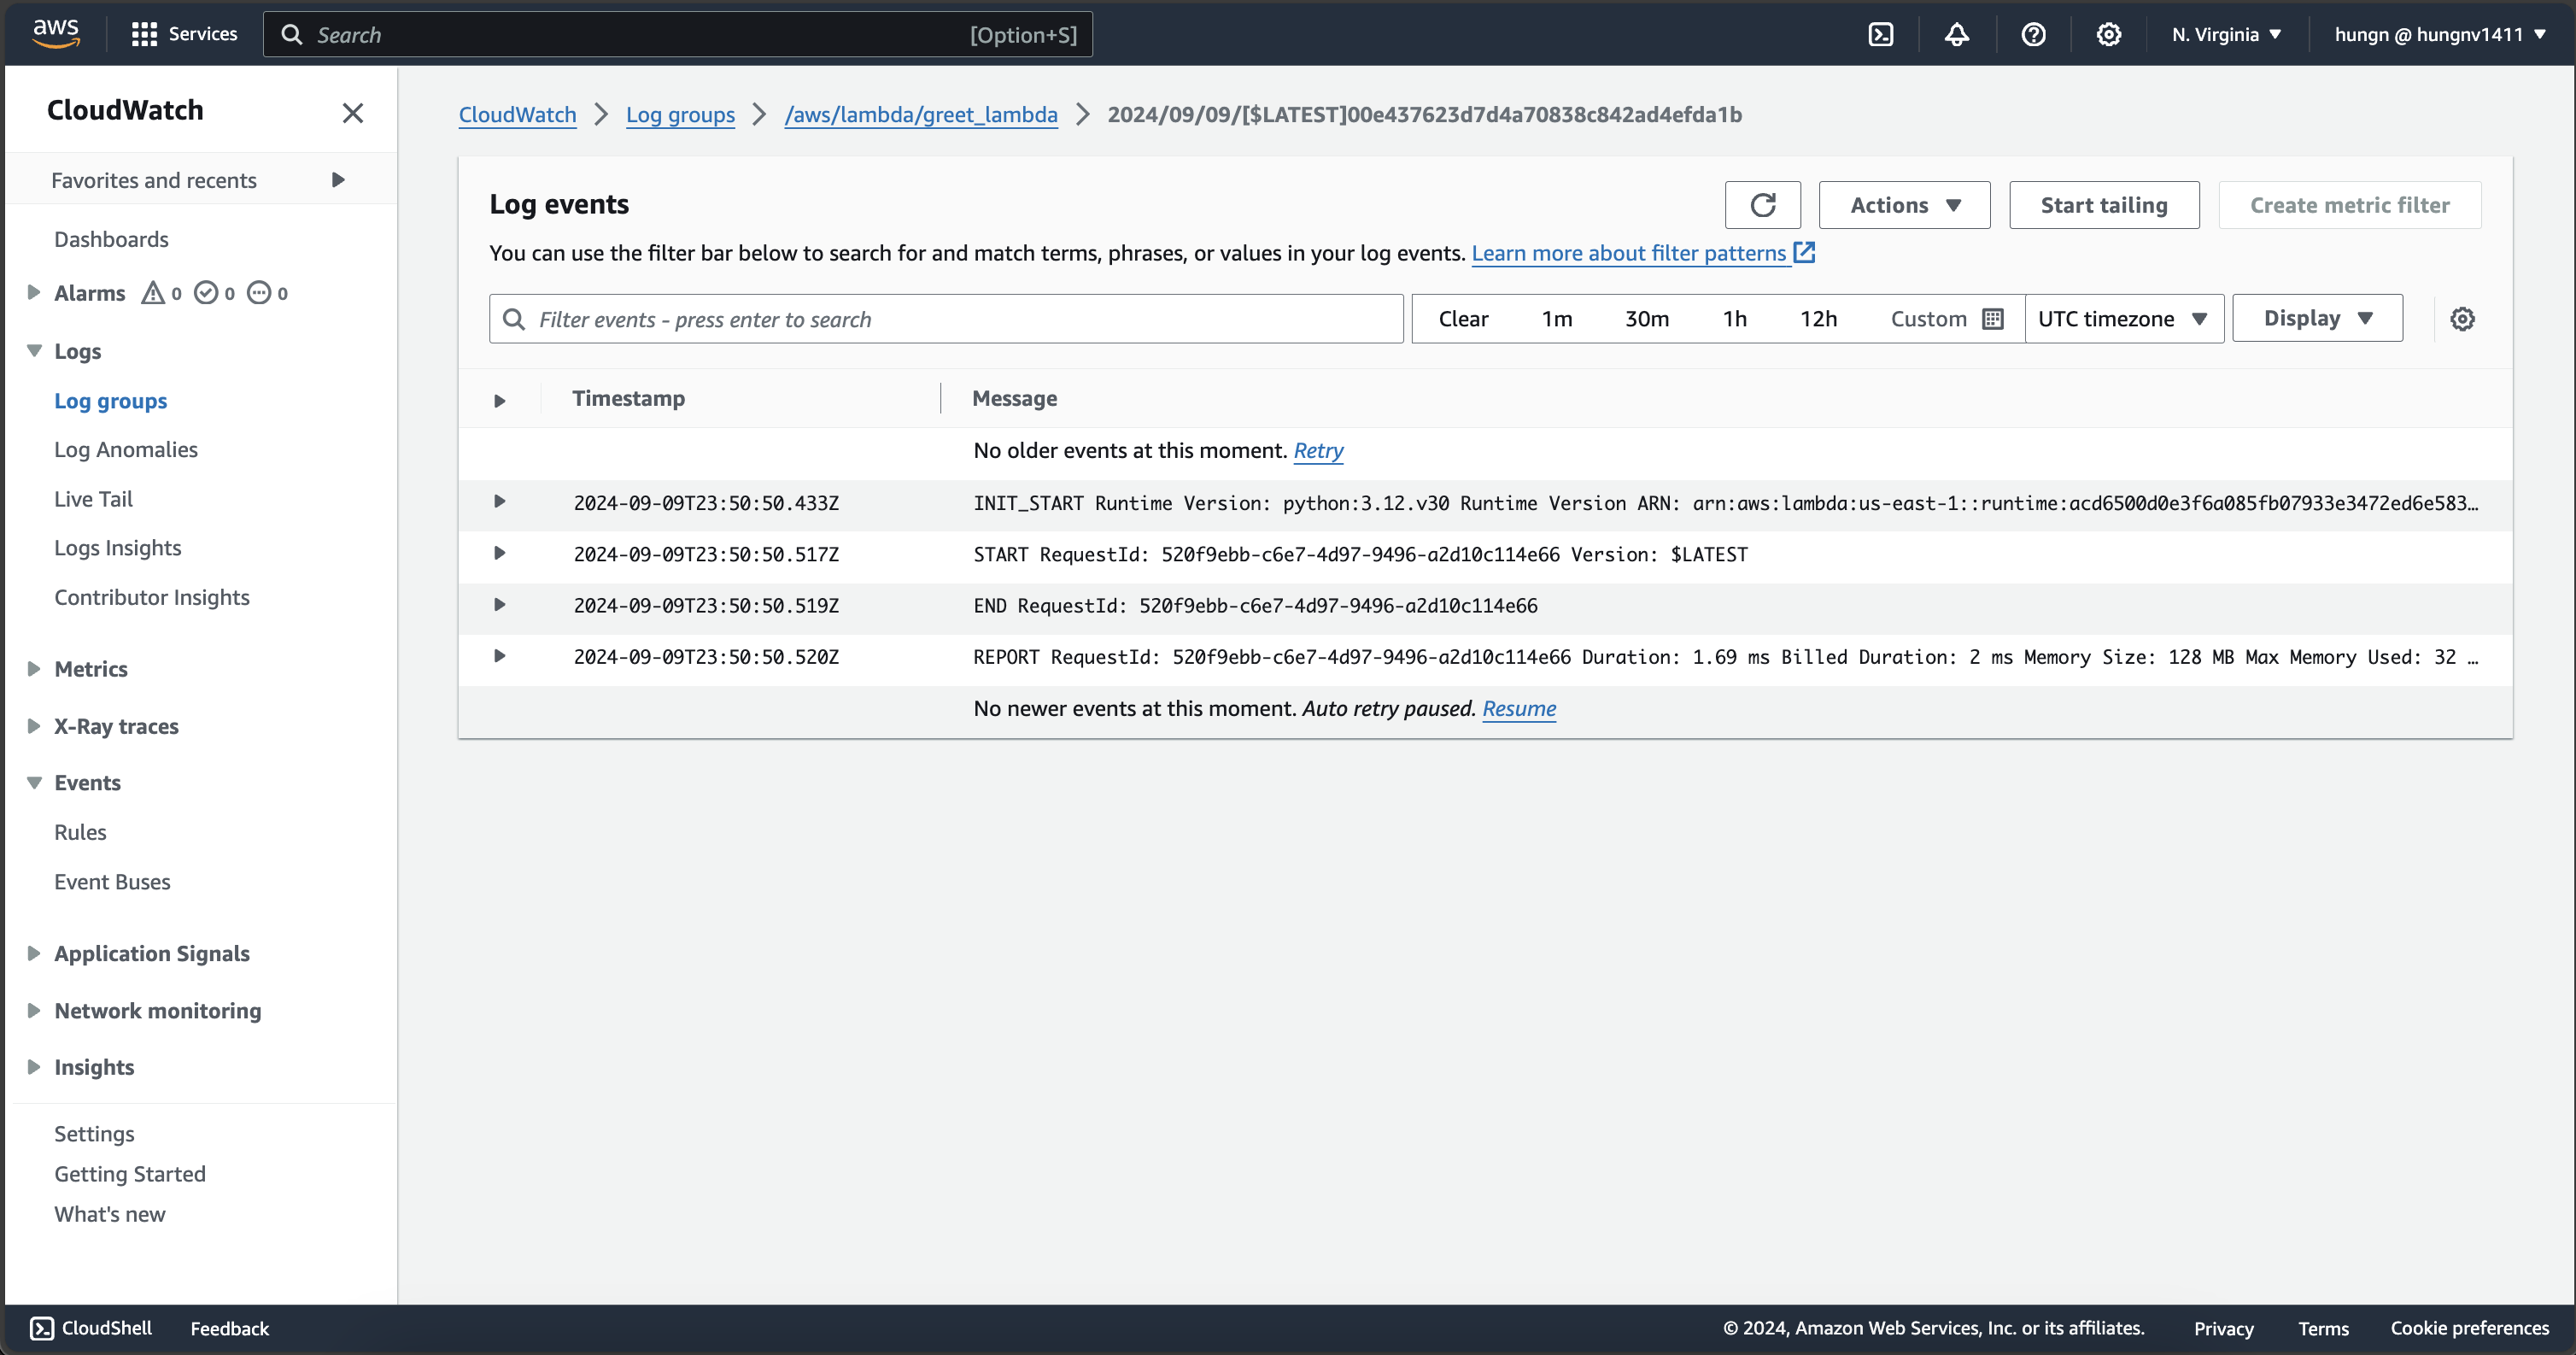 aws Services Search [Option+S] N. Virginia hungn @ hungnv1411
CloudWatch
Favorites and recents
Dashboards
Alarms 0 0 0
Logs
Log groups
Log Anomalies
Live Tail
Logs Insights
Contributor Insights
Metrics
X-Ray traces
Events
Rules
Event Buses
Application Signals
Network monitoring
Insights
Settings
Getting Started
What's new
CloudWatch Log groups /aws/lambda/greet_lambda 2024/09/09/[$LATEST]00e437623d7d4a70838c842ad4efda1b
Log events
Actions Start tailing Create metric filter
You can use the filter bar below to search for and match terms, phrases, or values in your log events. Learn more about filter patterns
Filter events - press enter to search Clear 1m 30m 1h 12h Custom UTC timezone Display
Timestamp Message
No older events at this moment. Retry
2024-09-09T23:50:50.433Z INIT_START Runtime Version: python:3.12.v30 Runtime Version ARN: arn:aws:lambda:us-east-1::runtime:acd6500d0e3f6a085fb07933e3472ed6e583…
2024-09-09T23:50:50.517Z START RequestId: 520f9ebb-c6e7-4d97-9496-a2d10c114e66 Version: $LATEST
2024-09-09T23:50:50.519Z END RequestId: 520f9ebb-c6e7-4d97-9496-a2d10c114e66
2024-09-09T23:50:50.520Z REPORT RequestId: 520f9ebb-c6e7-4d97-9496-a2d10c114e66 Duration: 1.69 ms Billed Duration: 2 ms Memory Size: 128 MB Max Memory Used: 32 …
No newer events at this moment. Auto retry paused. Resume
CloudShell Feedback © 2024, Amazon Web Services, Inc. or its affiliates. Privacy Terms Cookie preferences